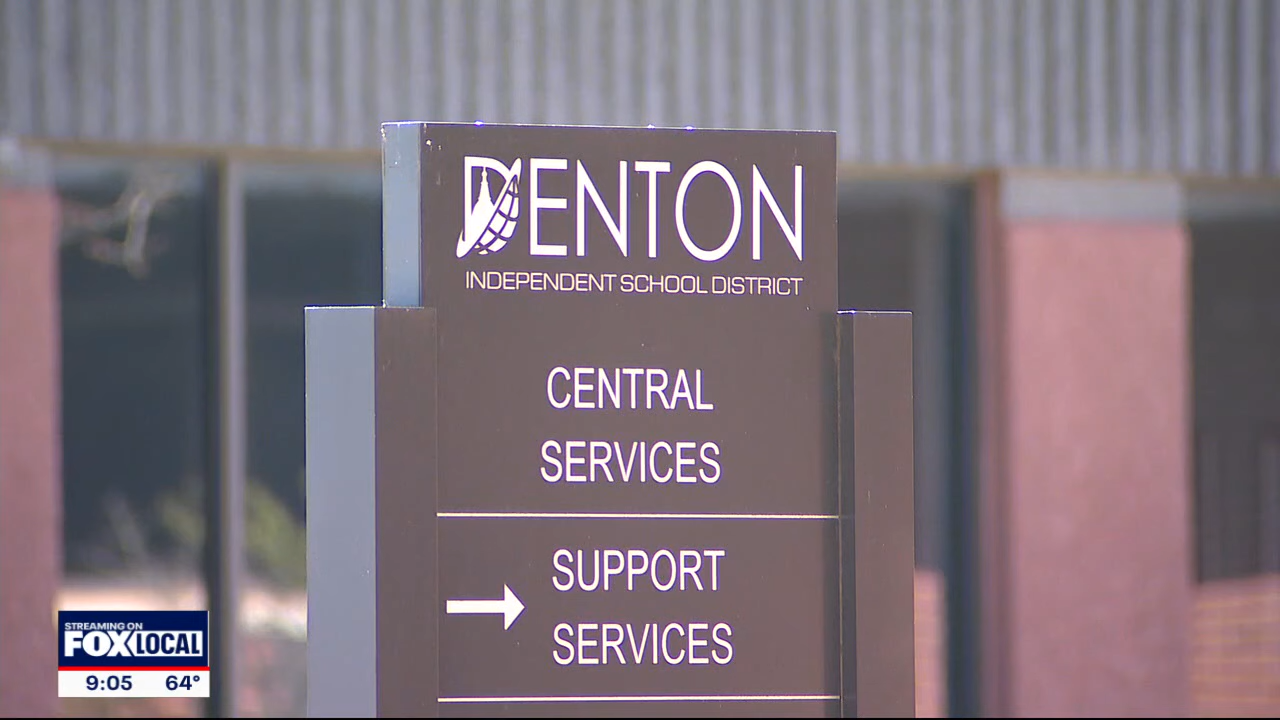 DENTON
INDEPENDENT SCHOOL DISTRICT
CENTRAL
SERVICES
SUPPORT
SERVICES
STREAMING ON
FOX LOCAL
9:05 64°